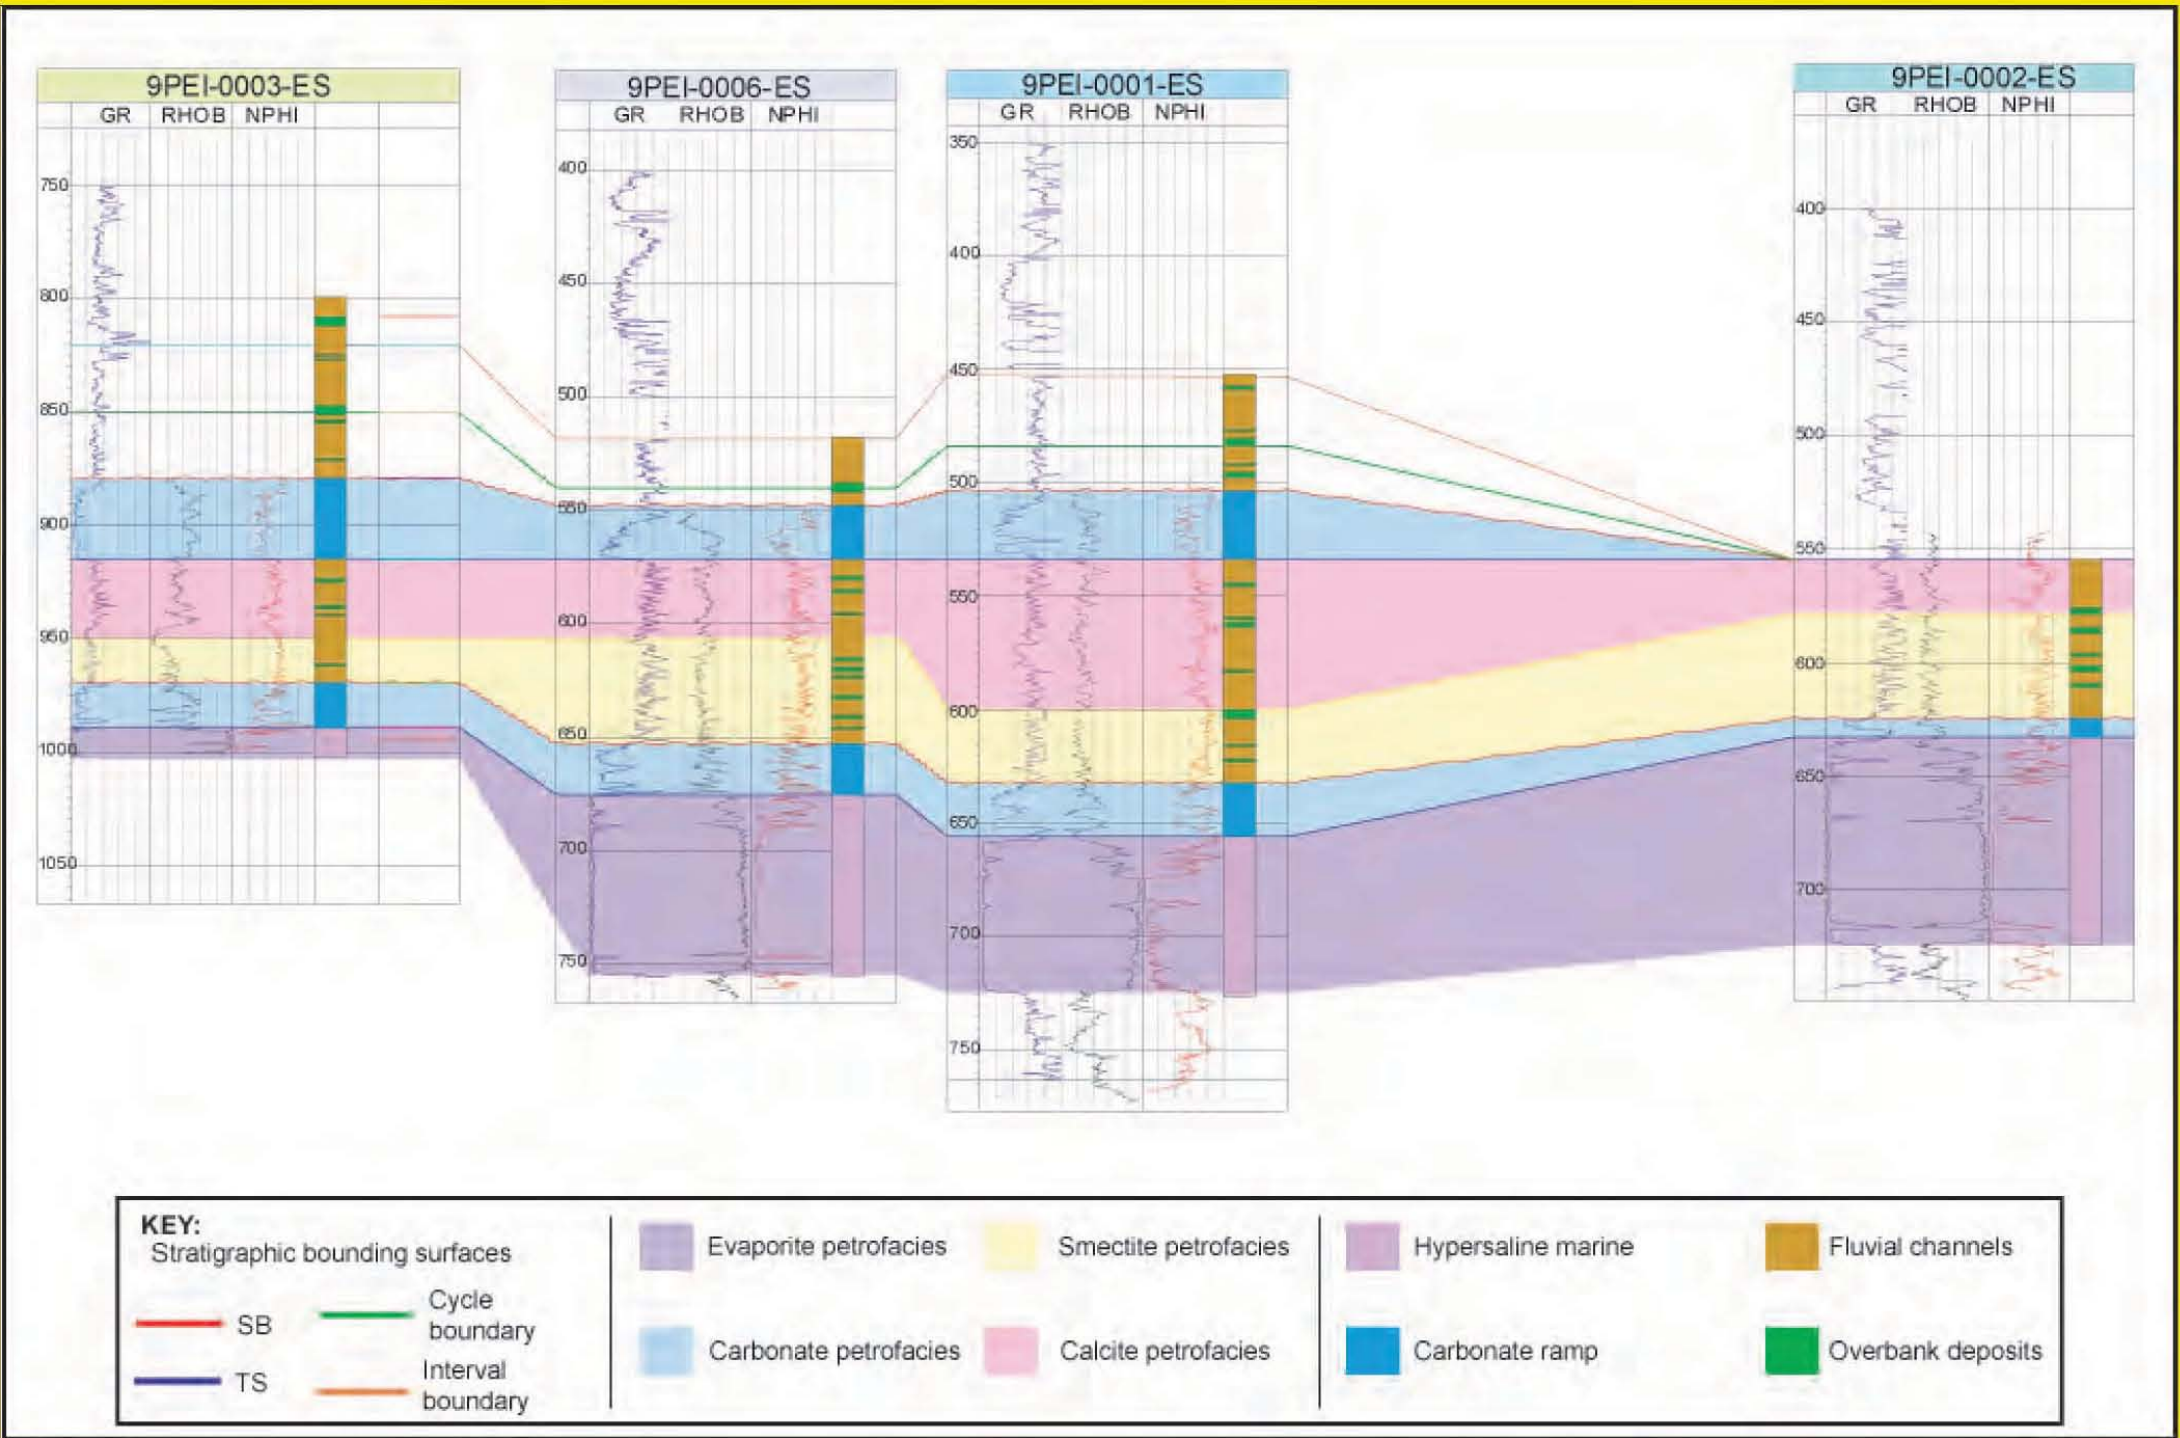 9PEI-0003-ES
GR RHOB NPHI
750
800
850
900
950
1000
1050
9PEI-0006-ES
GR RHOB NPHI
400
450
500
550
600
650
700
750
9PEI-0001-ES
GR RHOB NPHI
350
400
450
500
550
600
650
700
750
9PEI-0002-ES
GR RHOB NPHI
400
450
500
550
600
650
700
KEY:
Stratigraphic bounding surfaces
SB
TS
Cycle
boundary
Interval
boundary
Evaporite petrofacies
Smectite petrofacies
Carbonate petrofacies
Calcite petrofacies
Hypersaline marine
Fluvial channels
Carbonate ramp
Overbank deposits